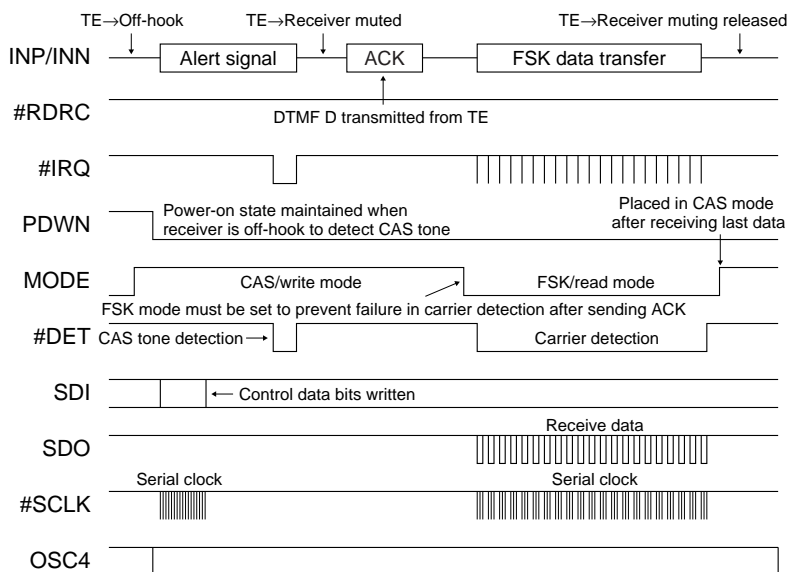 TE→Off-hook
TE→Receiver muted
TE→Receiver muting released
INP/INN
Alert signal
ACK
FSK data transfer
#RDRC
DTMF D transmitted from TE
#IRQ
PDWN
Power-on state maintained when
receiver is off-hook to detect CAS tone
Placed in CAS mode
after receiving last data
MODE
CAS/write mode
FSK/read mode
FSK mode must be set to prevent failure in carrier detection after sending ACK
#DET
CAS tone detection
Carrier detection
SDI
Control data bits written
SDO
Receive data
#SCLK
Serial clock
Serial clock
OSC4